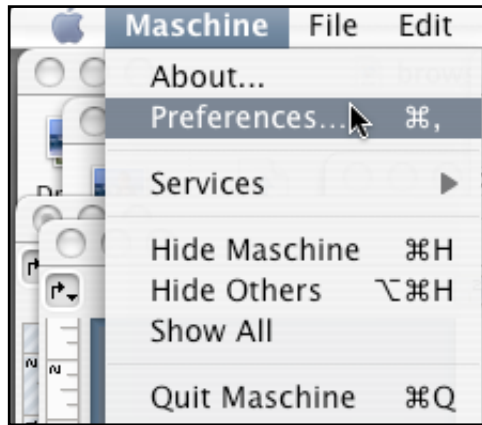 Maschine File Edit
About...
Preferences... ⌘,
Services
Hide Maschine ⌘H
Hide Others ⌥⌘H
Show All
Quit Maschine ⌘Q